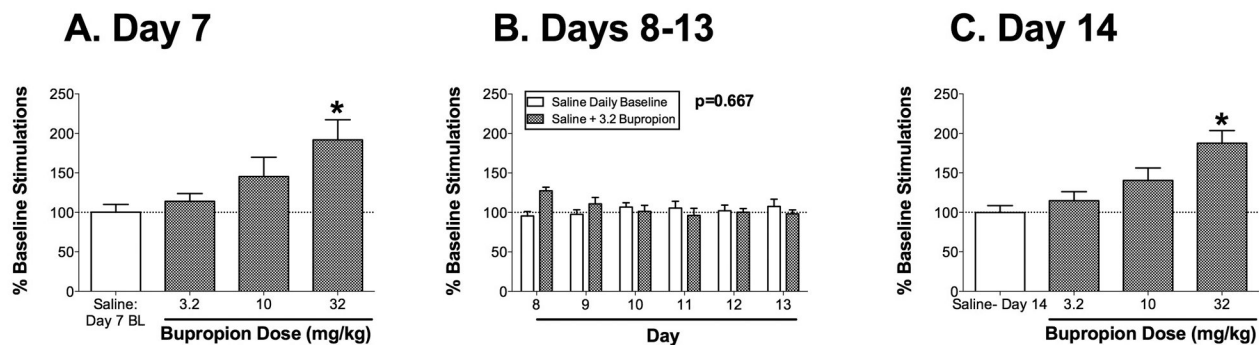 A. Day 7
% Baseline Stimulations
250
200
150
100
50
0
*
Saline:
Day 7 BL
3.2
10
32
Bupropion Dose (mg/kg)
B. Days 8-13
% Baseline Stimulations
250
200
150
100
50
0
Saline Daily Baseline
Saline + 3.2 Bupropion
p=0.667
8
9
10
11
12
13
Day
C. Day 14
% Baseline Stimulations
250
200
150
100
50
0
*
Saline- Day 14
3.2
10
32
Bupropion Dose (mg/kg)